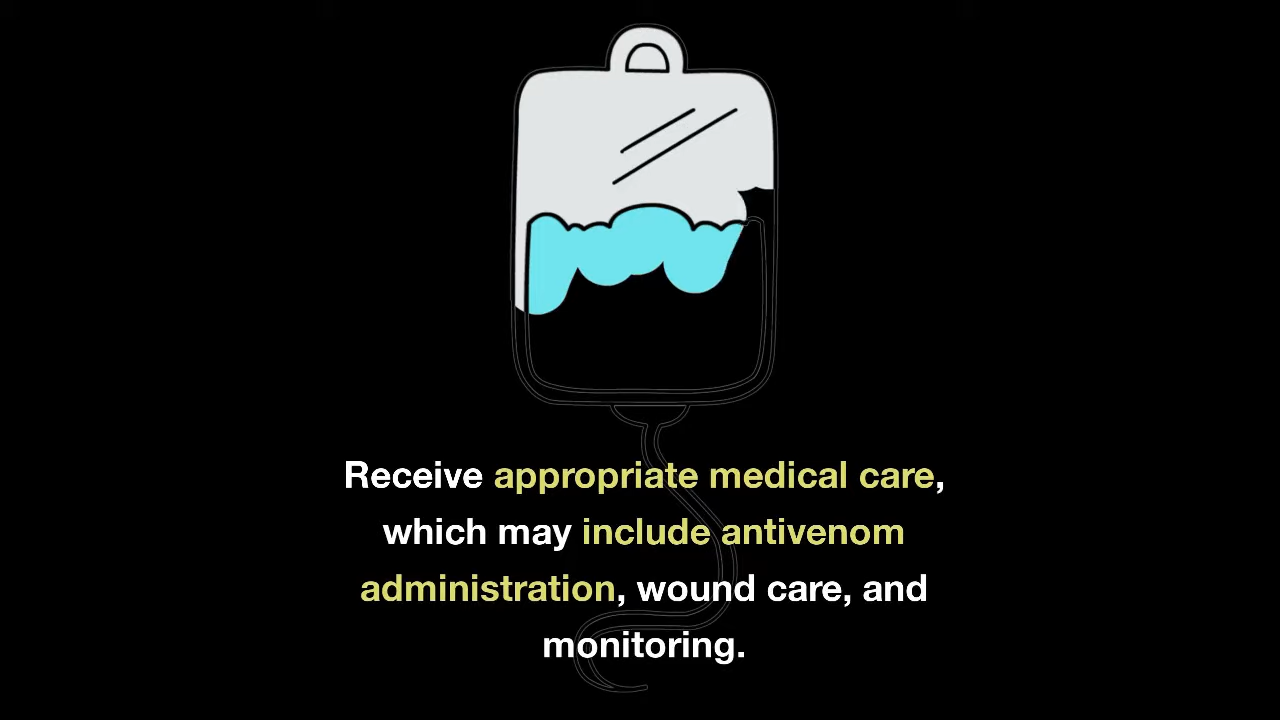 Receive appropriate medical care,
which may include antivenom
administration, wound care, and
monitoring.